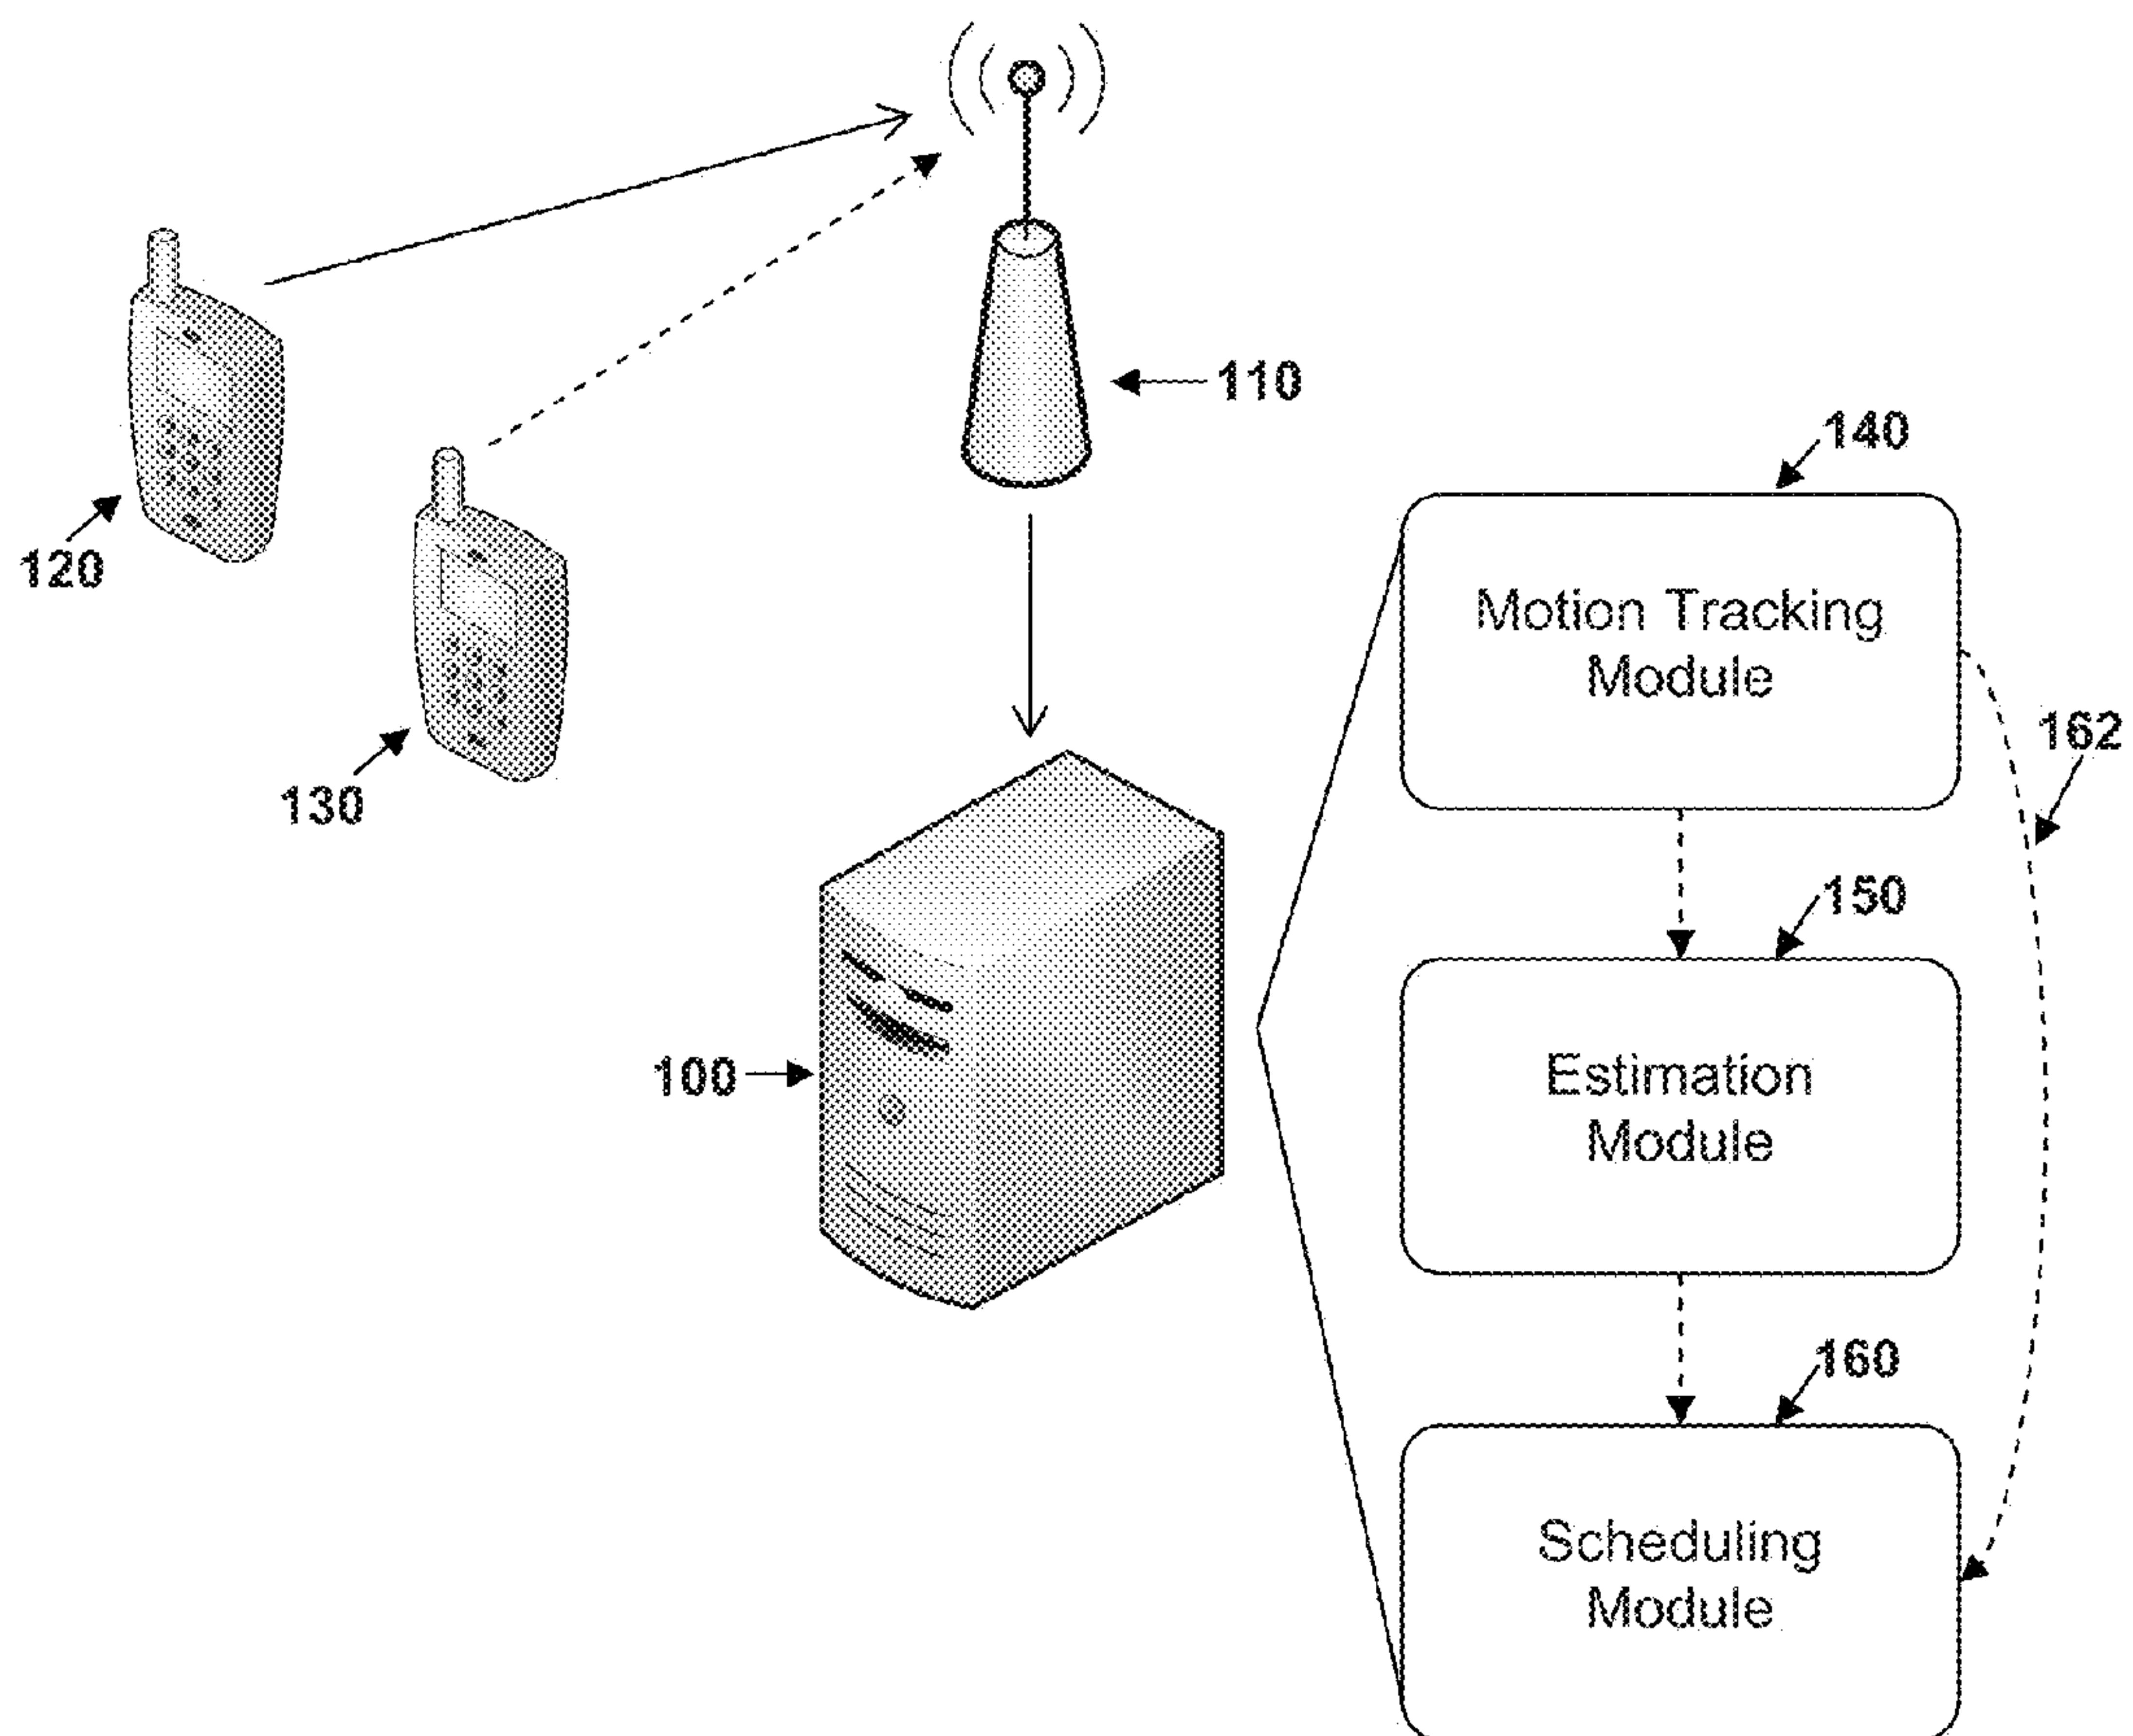 110
140
Motion Tracking
Module
120
162
130
150
100
Estimation
Module
160
Scheduling
Module